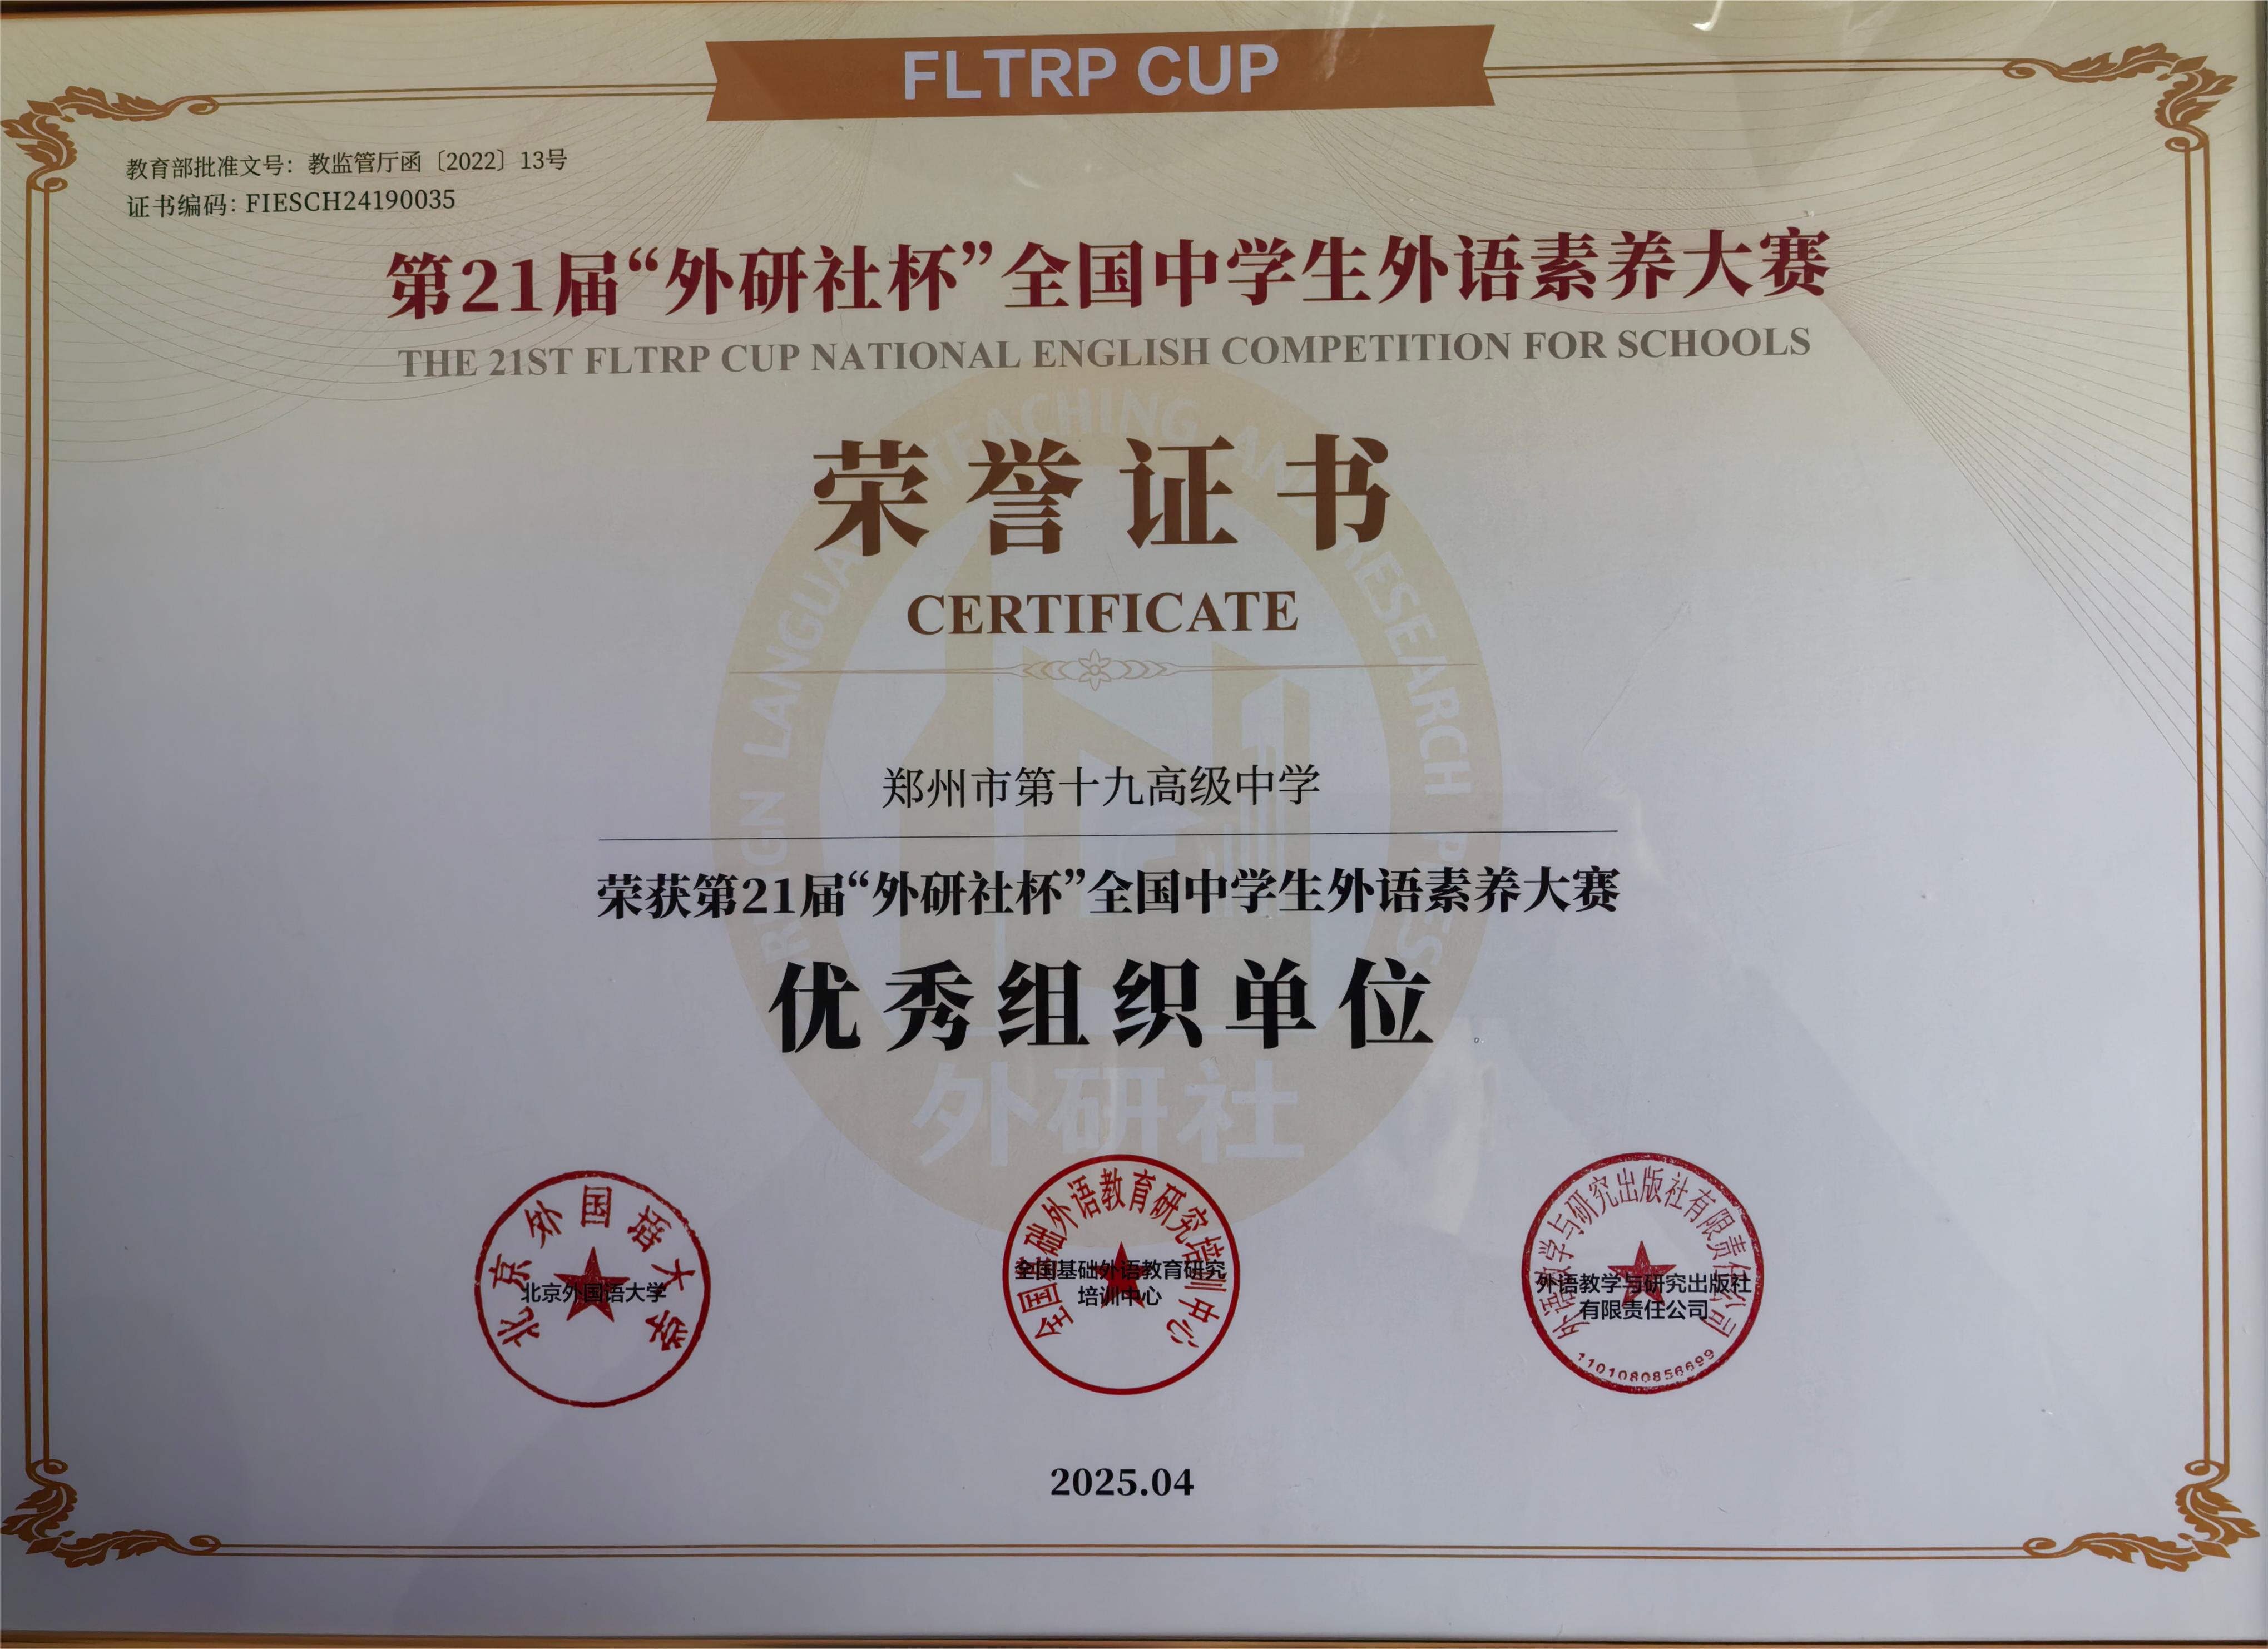 FLTRP CUP
教育部批准文号：教监管厅函〔2022〕13号
证书编码：FIESCH24190035
第21届“外研社杯”全国中学生外语素养大赛
THE 21ST FLTRP CUP NATIONAL ENGLISH COMPETITION FOR SCHOOLS
荣誉证书
CERTIFICATE
郑州市第十九高级中学
荣获第21届“外研社杯”全国中学生外语素养大赛
优秀组织单位
外研社
北京外国语大学
北京外国语大学
全国基础外语教育研究培训中心
全国基础外语教育研究
培训中心
外语教学与研究出版社有限责任公司
外语教学与研究出版社
有限责任公司
1101080856699
2025.04